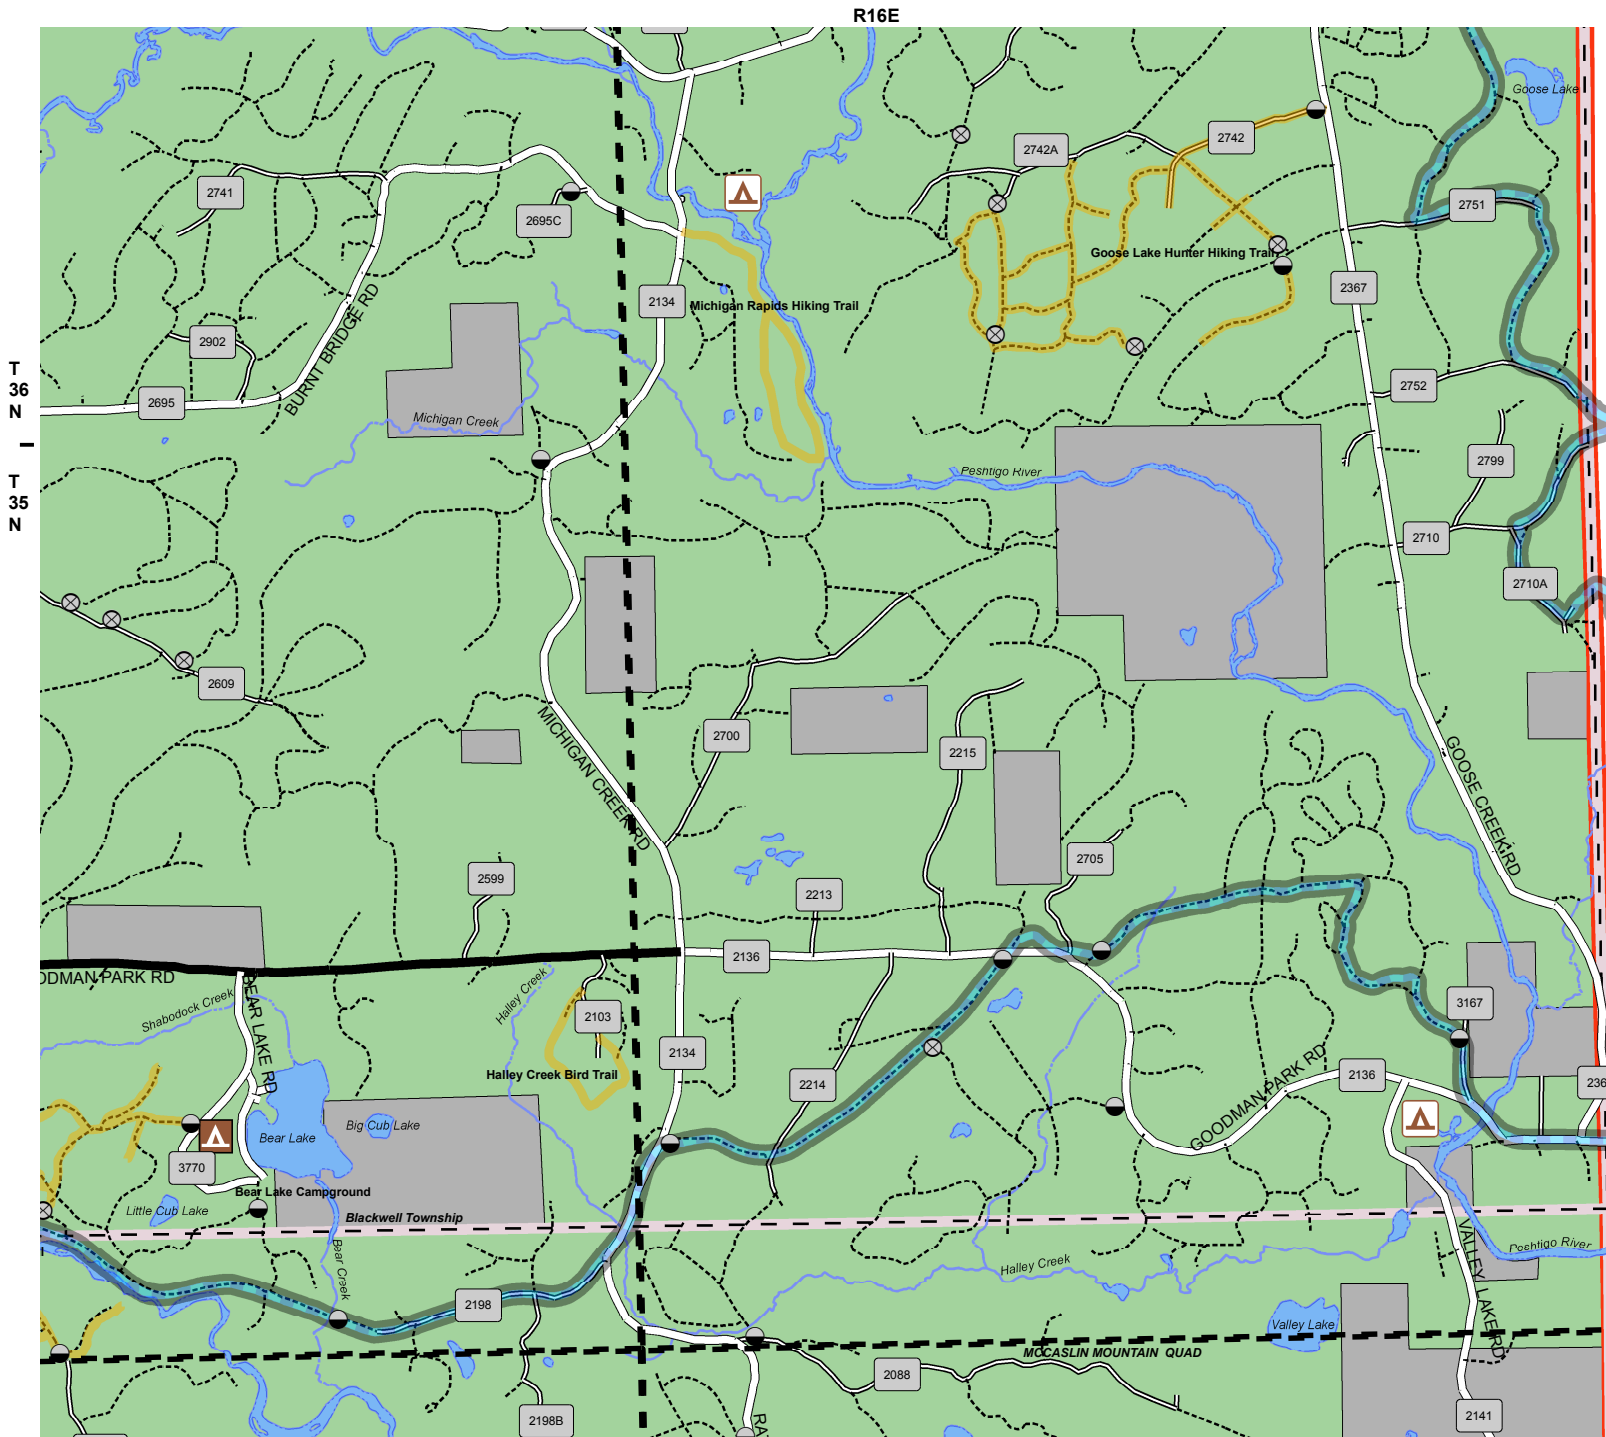 R16E
Goose Lake
2742
2742A
2741
2751
2695C
Goose Lake Hunter Hiking Trail
2367
2134
Michigan Rapids Hiking Trail
BURNT BRIDGE RD
2902
T
36
N
2752
2695
Michigan Creek
2799
Peshtigo River
T
35
N
2710
2710A
2609
MICHIGAN CREEK RD
2700
2215
GOOSE CREEK RD
2705
2599
2213
2136
ODMAN PARK RD
Halley Creek
Shabodock Creek
BEAR LAKE RD
2103
3167
2134
Halley Creek Bird Trail
2214
GOODMAN PARK RD
2136
236
Big Cub Lake
Bear Lake
3770
Bear Lake Campground
Little Cub Lake
Blackwell Township
Bear Creek
VALLEY LAKE RD
Peshtigo River
Halley Creek
2198
Valley Lake
MCCASLIN MOUNTAIN QUAD
2088
2198B
RA
2141